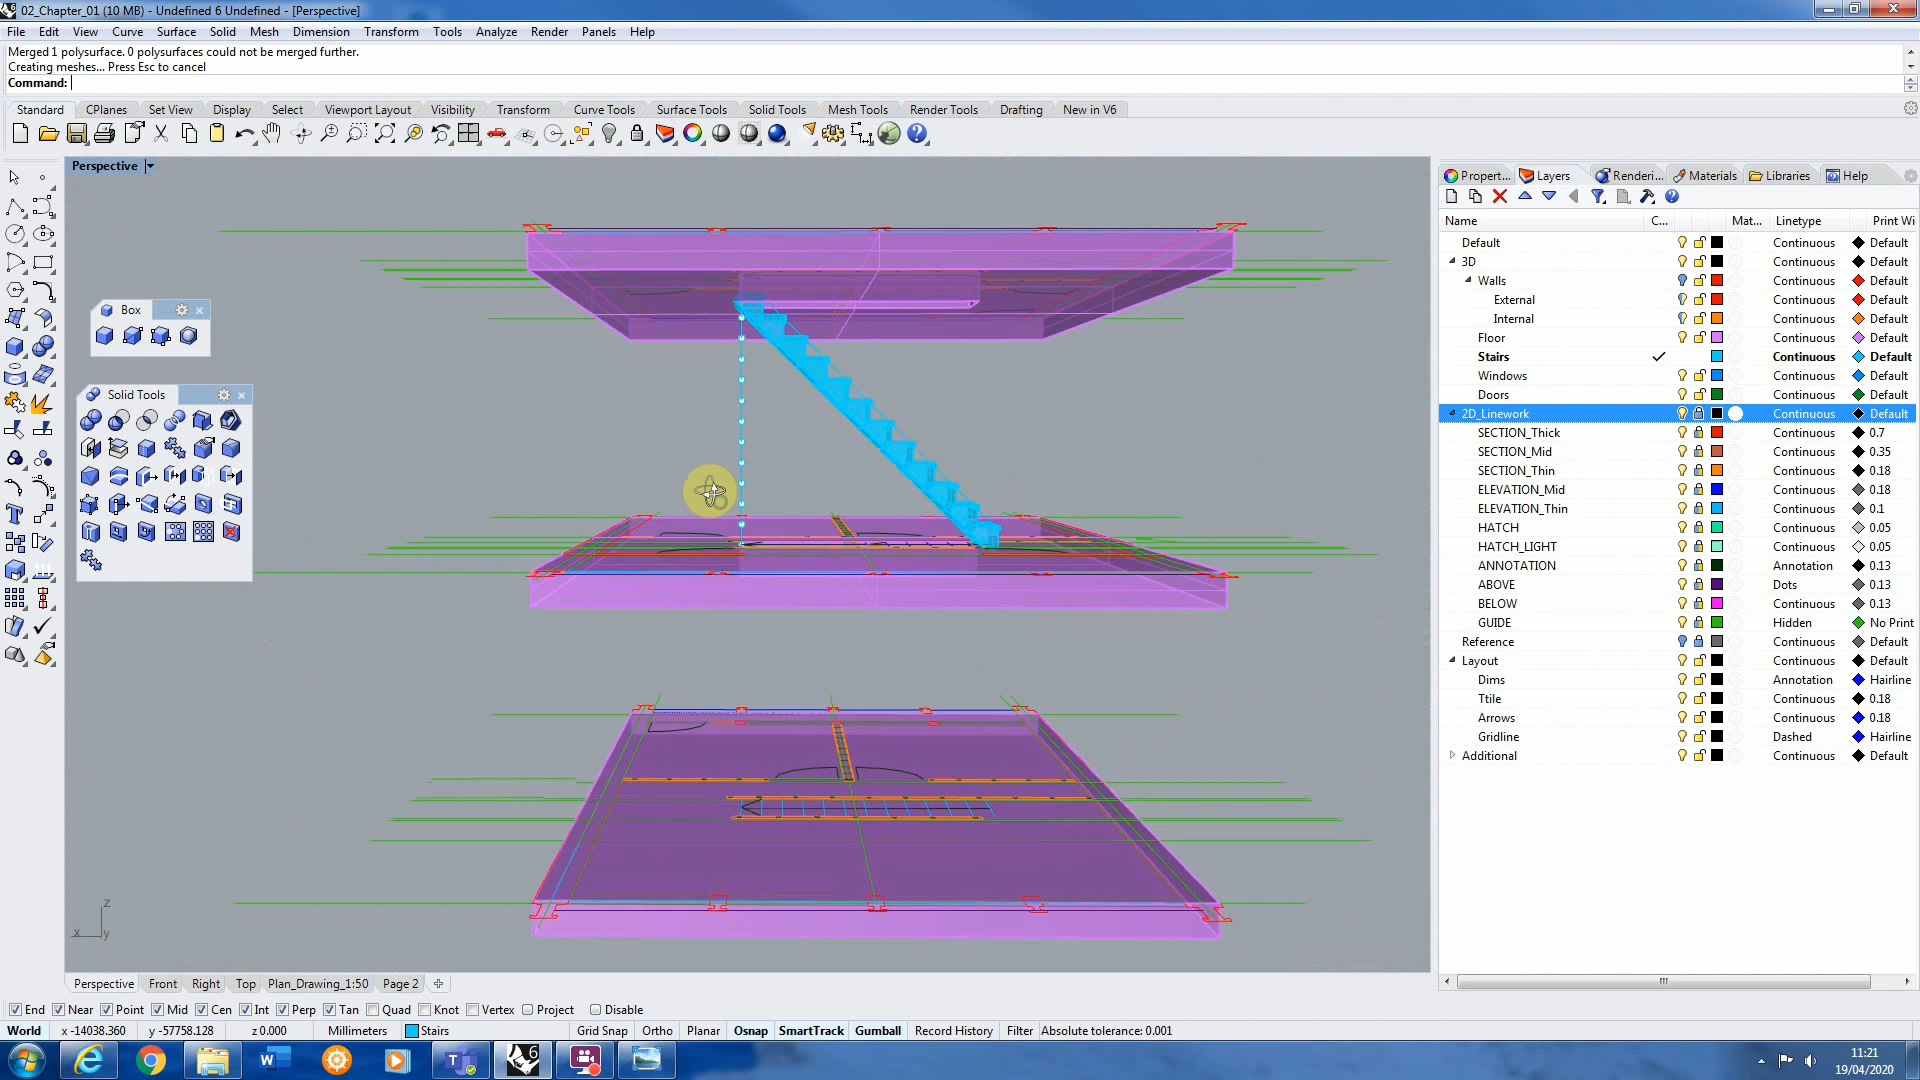 02_Chapter_01 (10 MB) - Undefined 6 Undefined - [Perspective]
File Edit View Curve Surface Solid Mesh Dimension Transform Tools Analyze Render Panels Help
Merged 1 polysurface. 0 polysurfaces could not be merged further.
Creating meshes... Press Esc to cancel
Command:
Standard CPlanes Set View Display Select Viewport Layout Visibility Transform Curve Tools Surface Tools Solid Tools Mesh Tools Render Tools Drafting New in V6
Perspective
Propert... Layers Renderi... Materials Libraries Help
Name C... Mat... Linetype Print Wi
Default Continuous Default
3D Continuous Default
Walls Continuous Default
External Continuous Default
Internal Continuous Default
Floor Continuous Default
Stairs Continuous Default
Windows Continuous Default
Doors Continuous Default
2D_Linework Continuous Default
SECTION_Thick Continuous 0.7
SECTION_Mid Continuous 0.35
SECTION_Thin Continuous 0.18
ELEVATION_Mid Continuous 0.18
ELEVATION_Thin Continuous 0.1
HATCH Continuous 0.05
HATCH_LIGHT Continuous 0.05
ANNOTATION Annotation 0.13
ABOVE Dots 0.13
BELOW Continuous 0.13
GUIDE Hidden No Print
Reference Continuous Default
Layout Continuous Default
Dims Annotation Hairline
Ttile Continuous 0.18
Arrows Continuous 0.18
Gridline Dashed Hairline
Additional Continuous Default
Box
Solid Tools
z
x y
Perspective Front Right Top Plan_Drawing_1:50 Page 2
End Near Point Mid Cen Int Perp Tan Quad Knot Vertex Project Disable
World x -14038.360 y -57758.128 z 0.000 Millimeters Stairs Grid Snap Ortho Planar Osnap SmartTrack Gumball Record History Filter Absolute tolerance: 0.001
11:21
19/04/2020